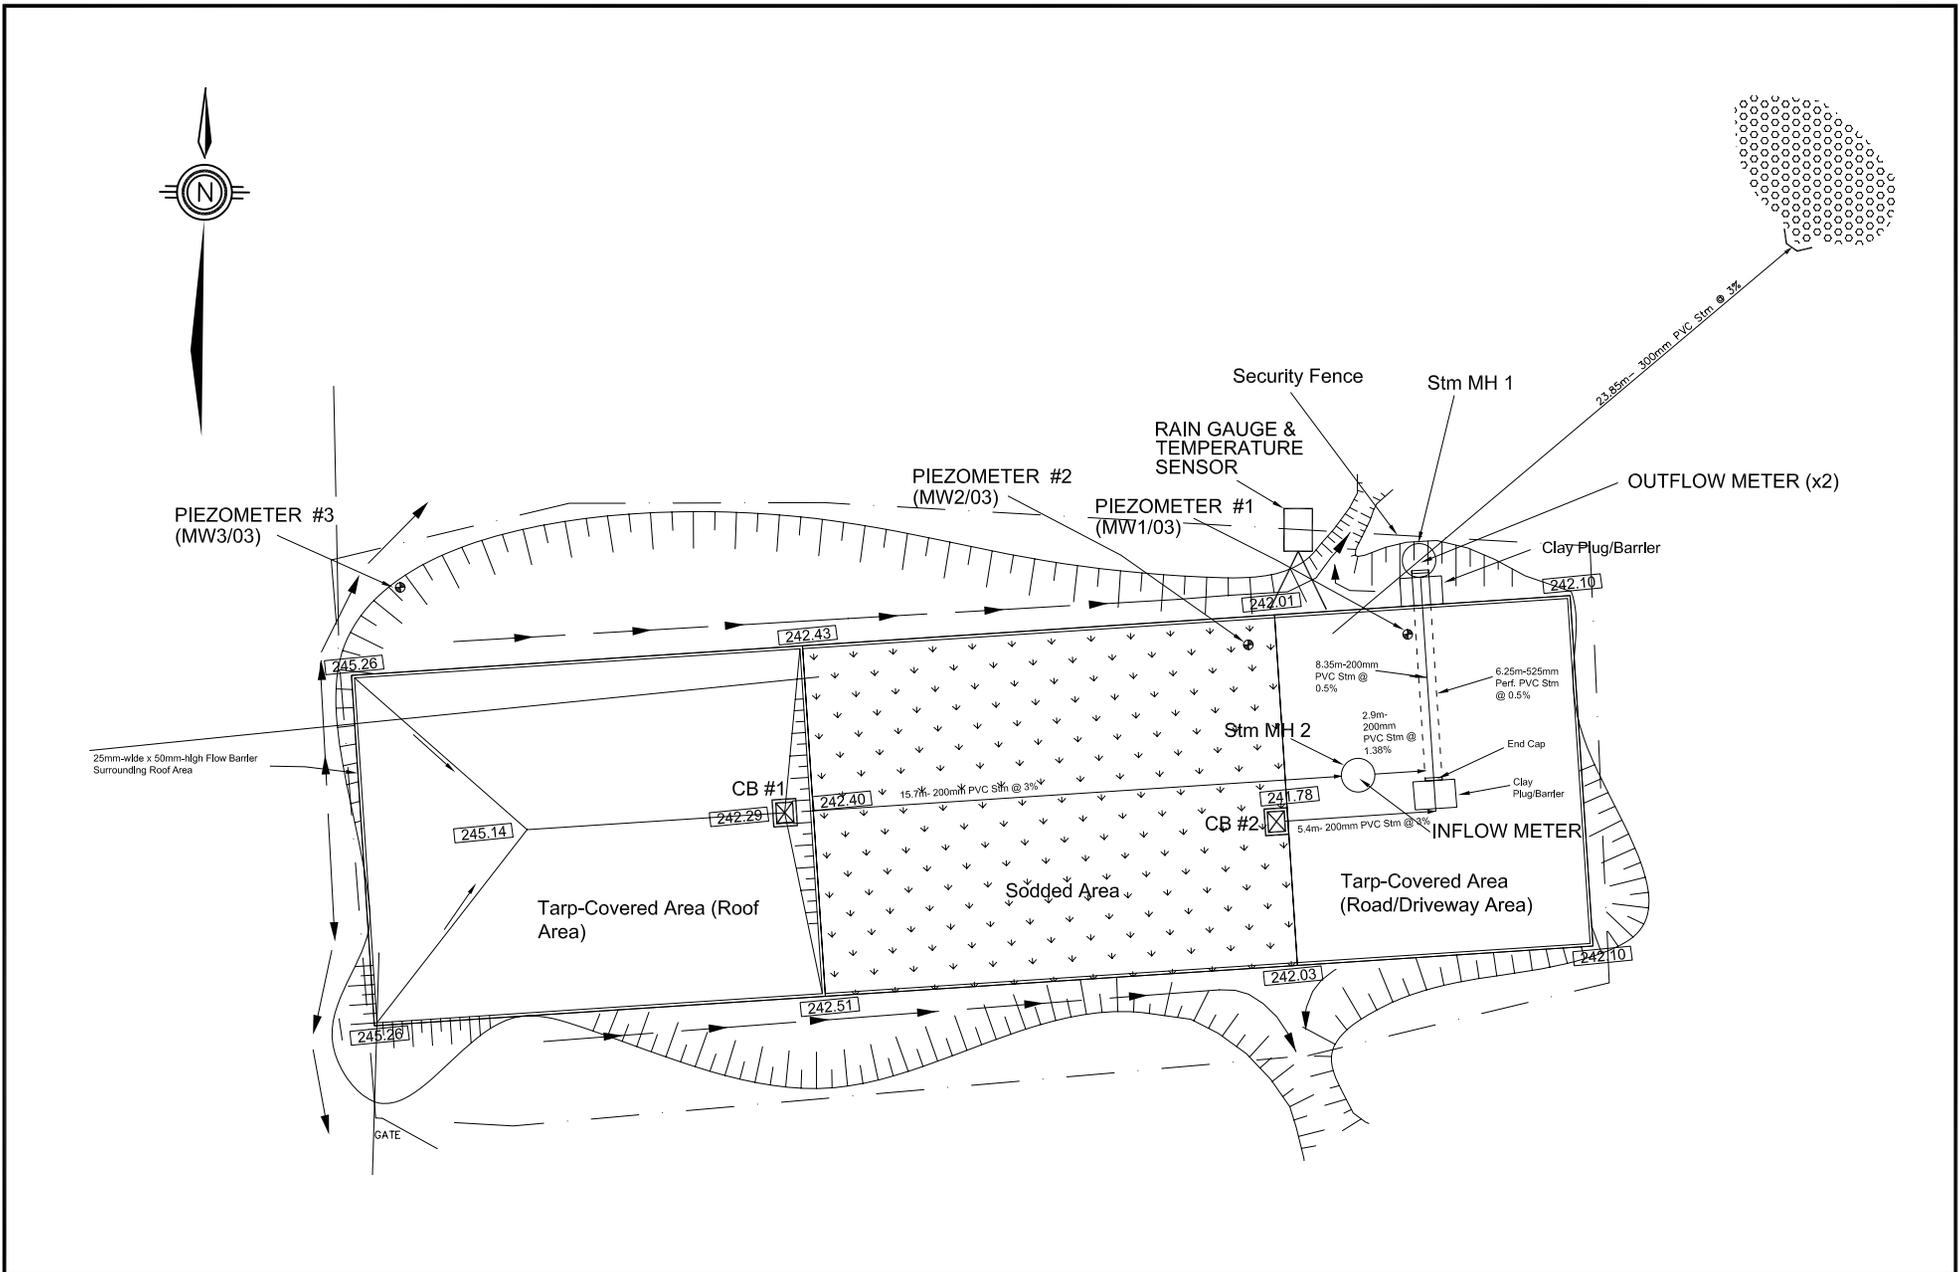 N
23.85m- 300mm PVC Stm @ 3%
Security Fence
Stm MH 1
RAIN GAUGE &
TEMPERATURE
SENSOR
PIEZOMETER #2
(MW2/03)
OUTFLOW METER (x2)
PIEZOMETER #1
(MW1/03)
PIEZOMETER #3
(MW3/03)
Clay Plug/Barrier
242.10
242.01
242.43
245.26
8.35m-200mm
PVC Stm @
0.5%
6.25m-525mm
Perf. PVC Stm
@ 0.5%
2.9m-
200mm
PVC Stm @
1.38%
Stm MH 2
End Cap
25mm-wide x 50mm-high Flow Barrier
Surrounding Roof Area
CB #1
15.7m- 200mm PVC Stm @ 3%
242.40
241.78
Clay
Plug/Barrier
242.29
245.14
CB #2
5.4m- 200mm PVC Stm @ 3%
INFLOW METER
Sodded Area
Tarp-Covered Area
(Road/Driveway Area)
Tarp-Covered Area (Roof
Area)
242.10
242.03
242.51
245.26
GATE